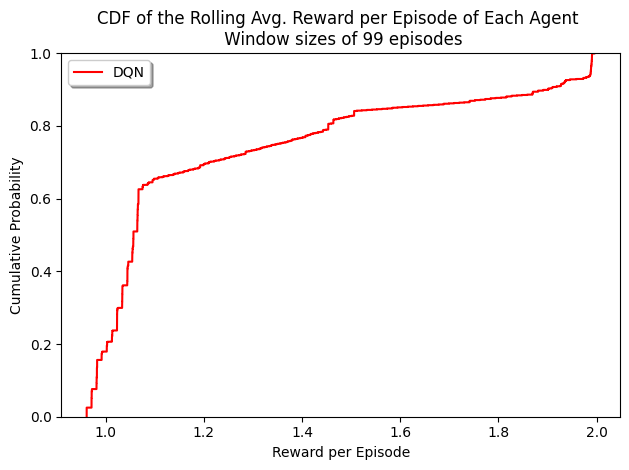 CDF of the Rolling Avg. Reward per Episode of Each Agent
Window sizes of 99 episodes
DQN
Cumulative Probability
1.0
0.8
0.6
0.4
0.2
0.0
1.0 1.2 1.4 1.6 1.8 2.0
Reward per Episode